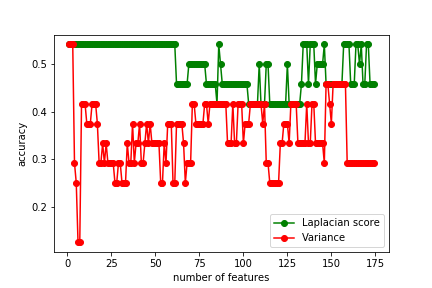 0.5
0.4
0.3
0.2
accuracy
0 25 50 75 100 125 150 175
number of features
Laplacian score
Variance